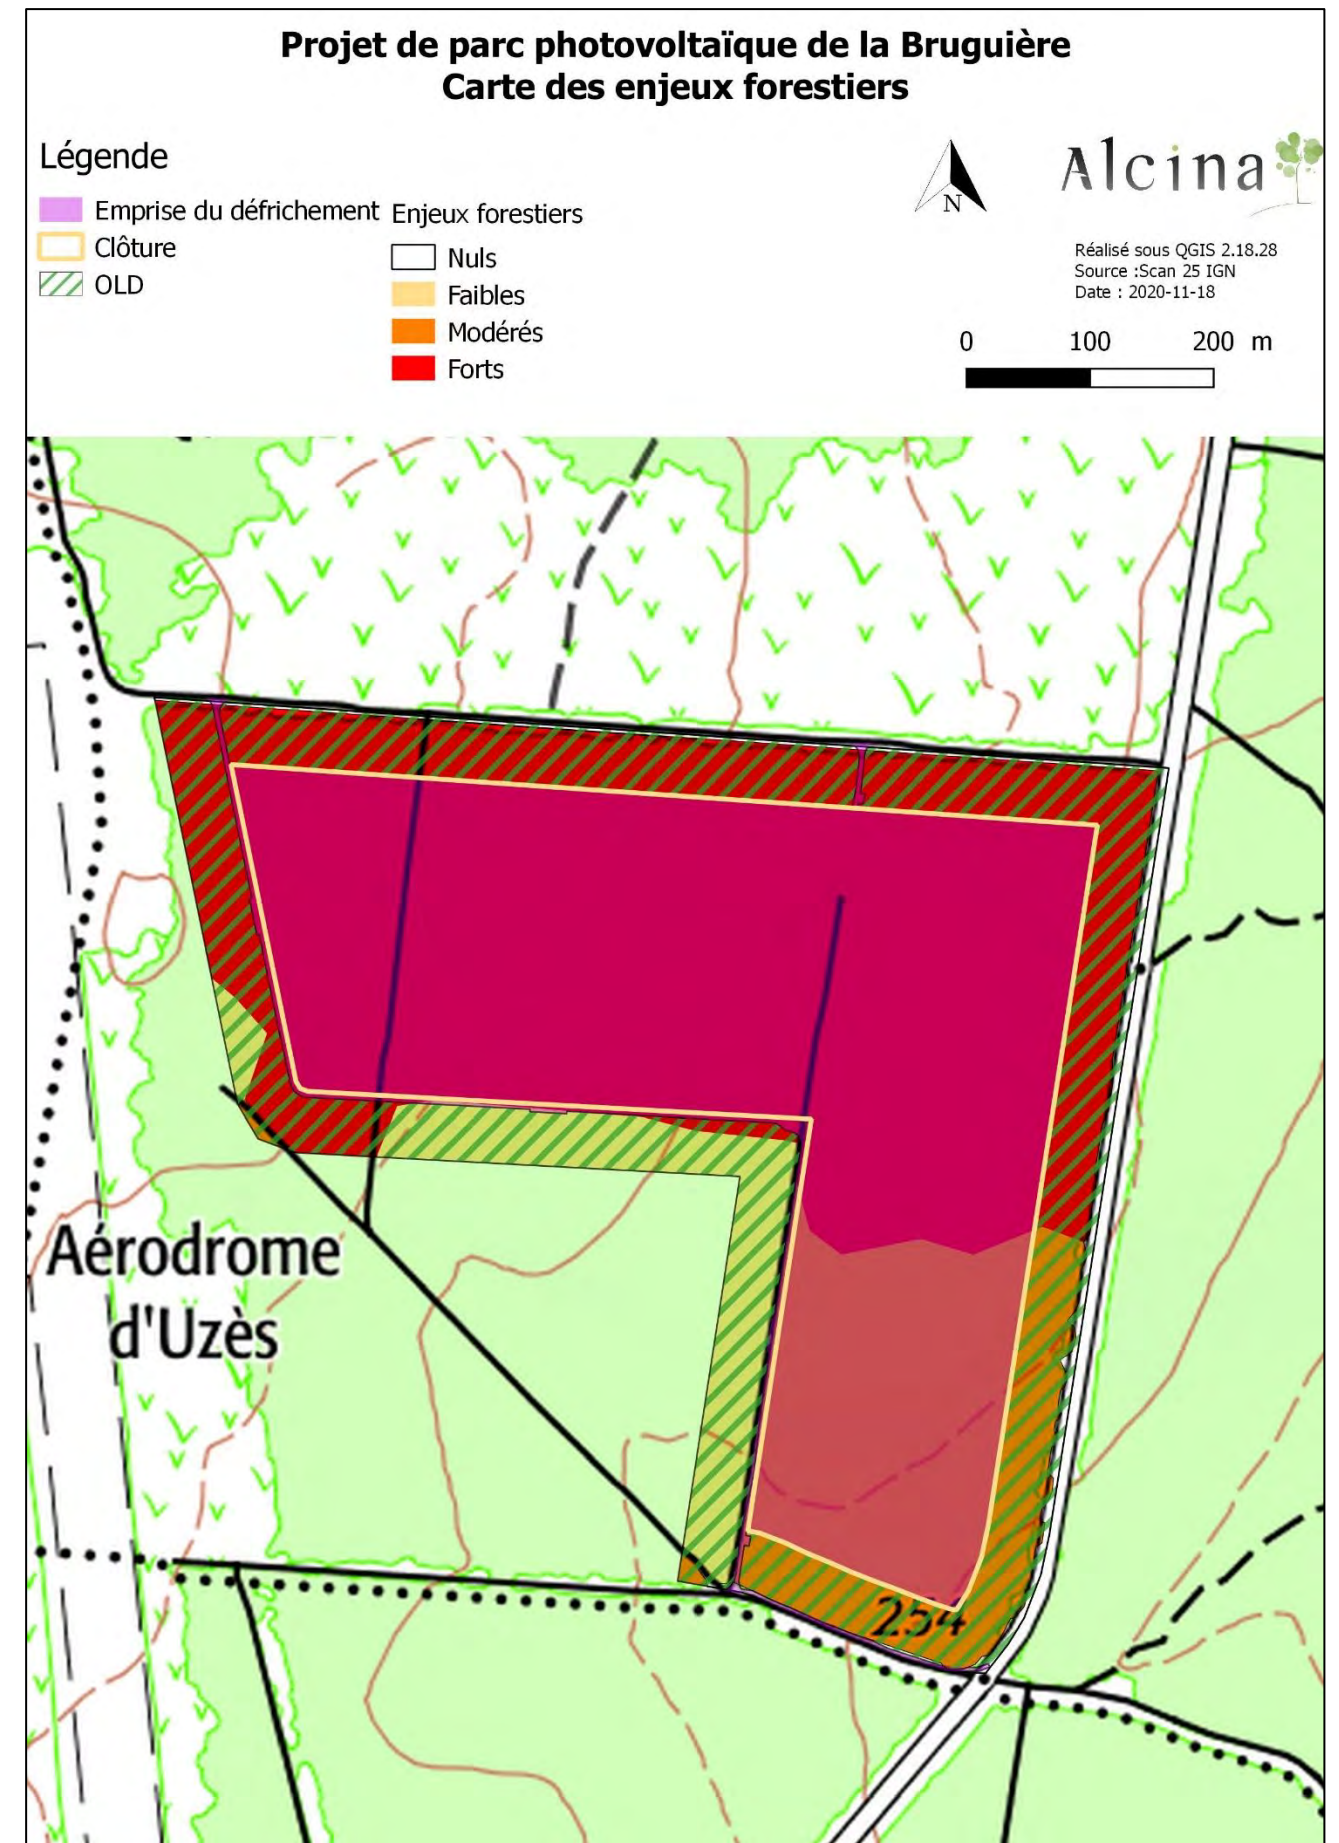 Projet de parc photovoltaïque de la Bruguière
Carte des enjeux forestiers
Légende
Emprise du défrichement
Clôture
OLD
Enjeux forestiers
Nuls
Faibles
Modérés
Forts
N
Alcina
Réalisé sous QGIS 2.18.28
Source :Scan 25 IGN
Date : 2020-11-18
0 100 200 m
Aérodrome
d'Uzès
254